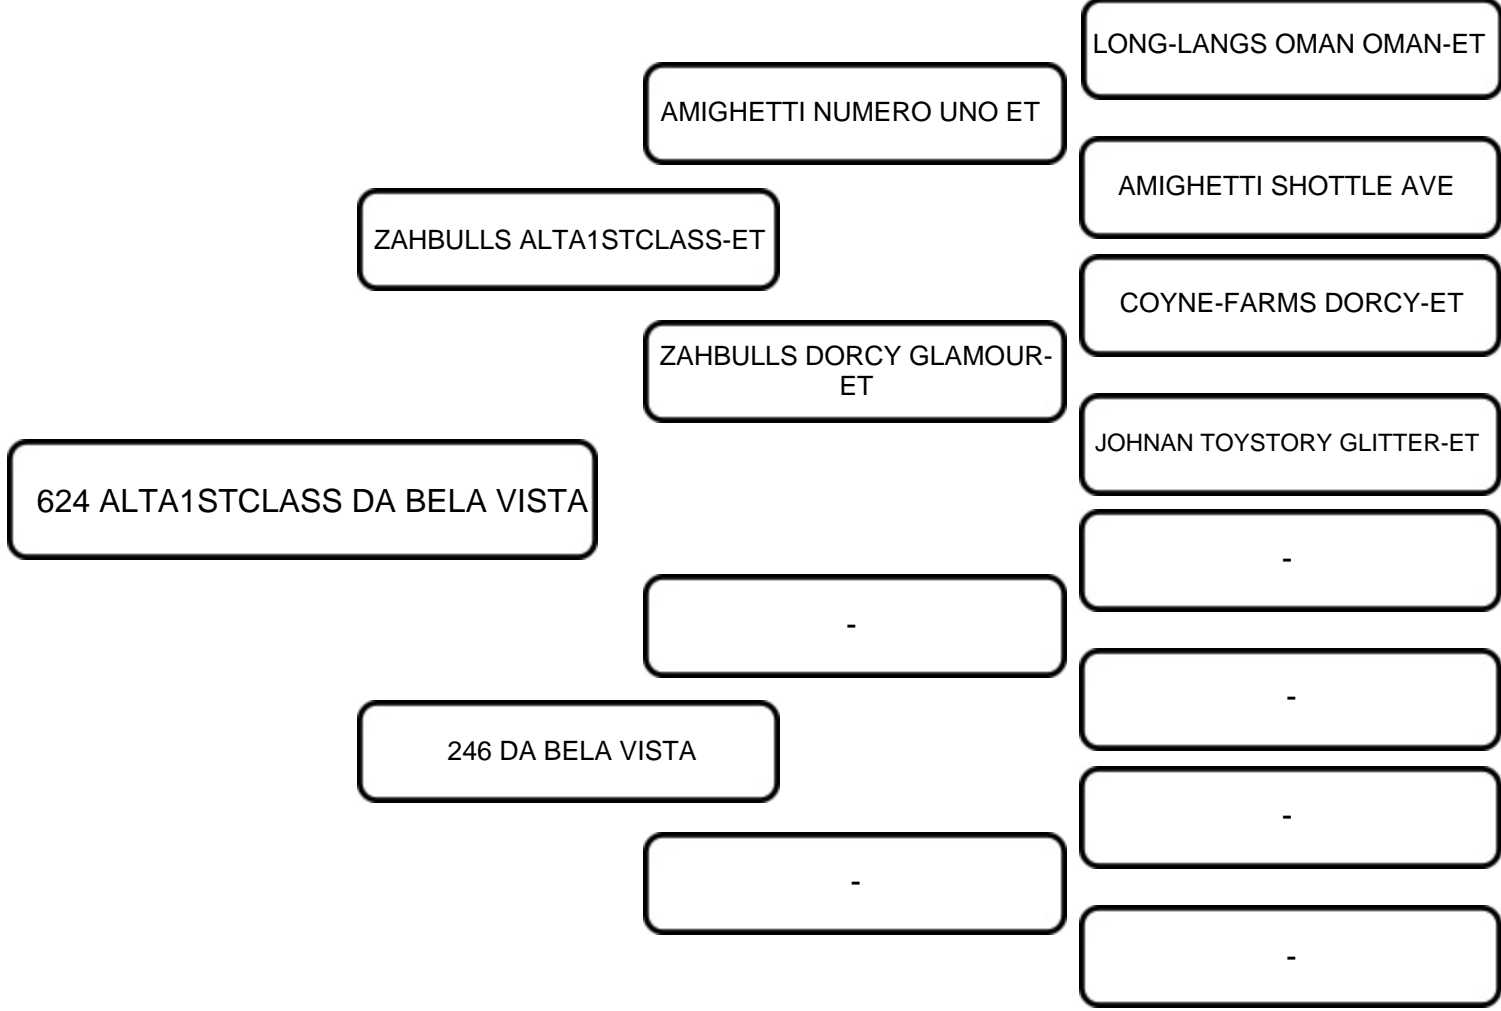 LONG-LANGS OMAN OMAN-ET
AMIGHETTI NUMERO UNO ET
AMIGHETTI SHOTTLE AVE
ZAHBULLS ALTA1STCLASS-ET
COYNE-FARMS DORCY-ET
ZAHBULLS DORCY GLAMOUR-
ET
JOHNAN TOYSTORY GLITTER-ET
624 ALTA1STCLASS DA BELA VISTA
-
-
-
246 DA BELA VISTA
-
-
-